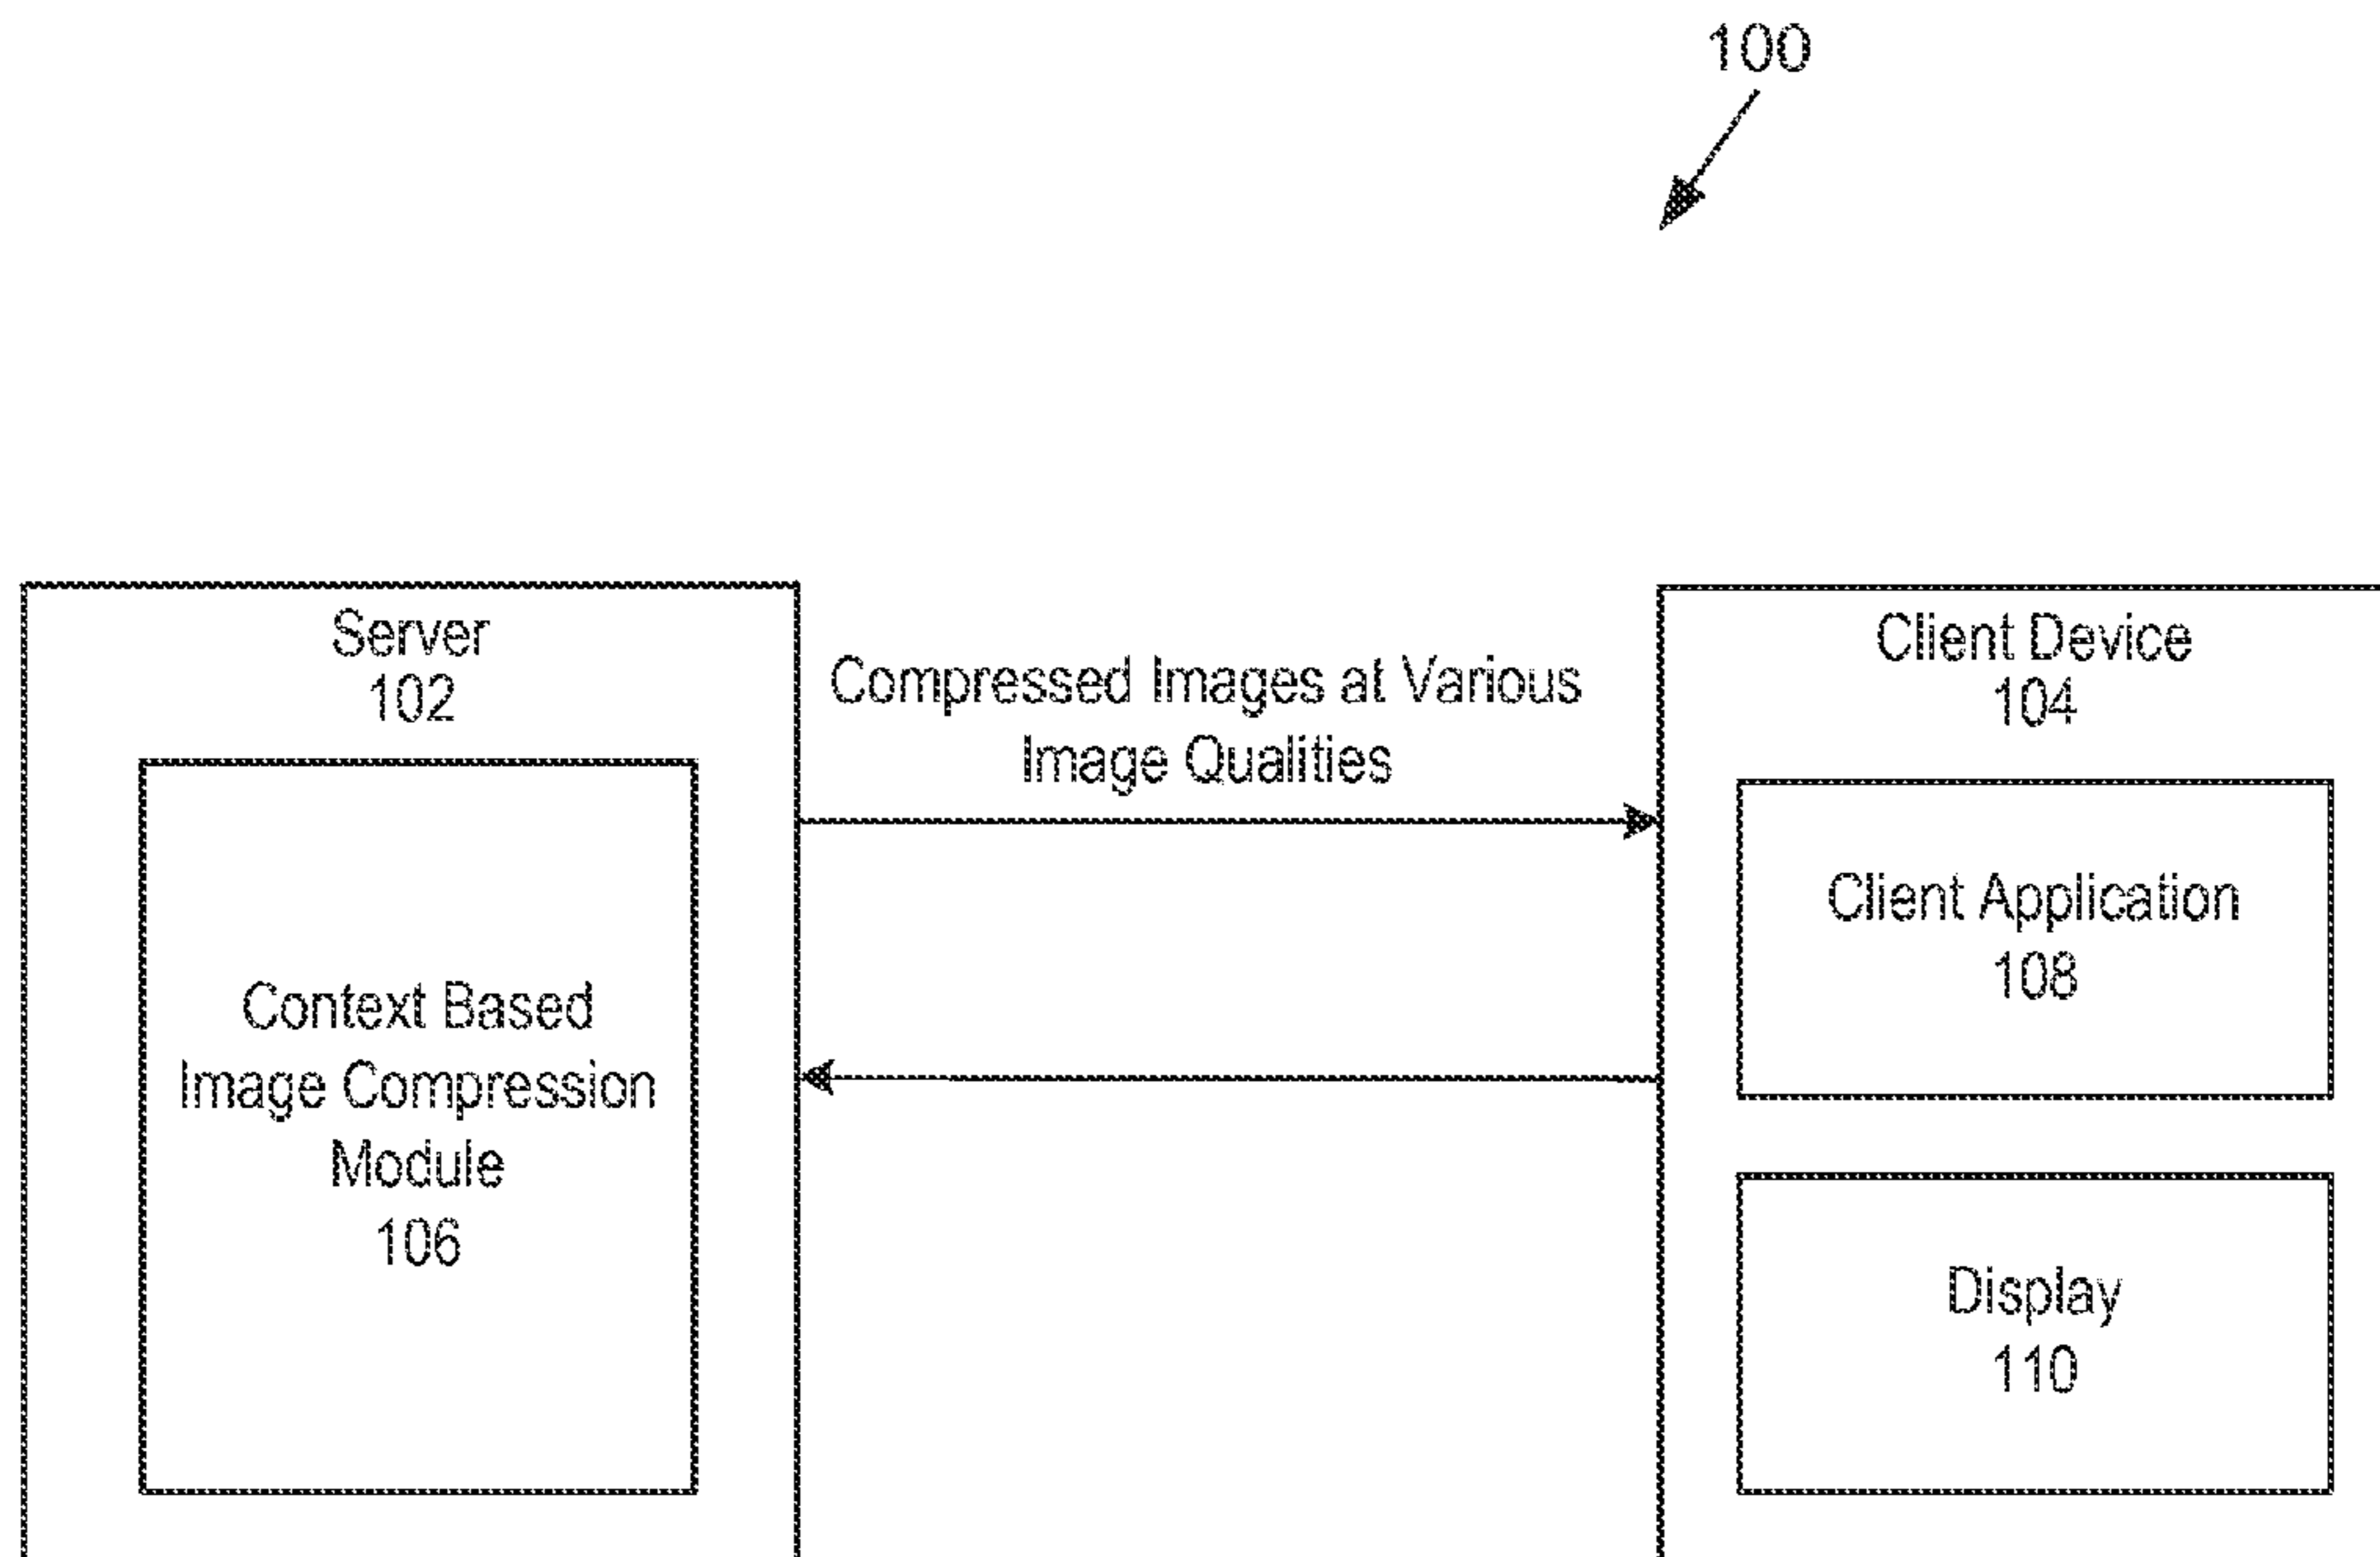 100
Server
102
Compressed Images at Various
Image Qualities
Client Device
104
Context Based
Image Compression
Module
106
Client Application
108
Display
110